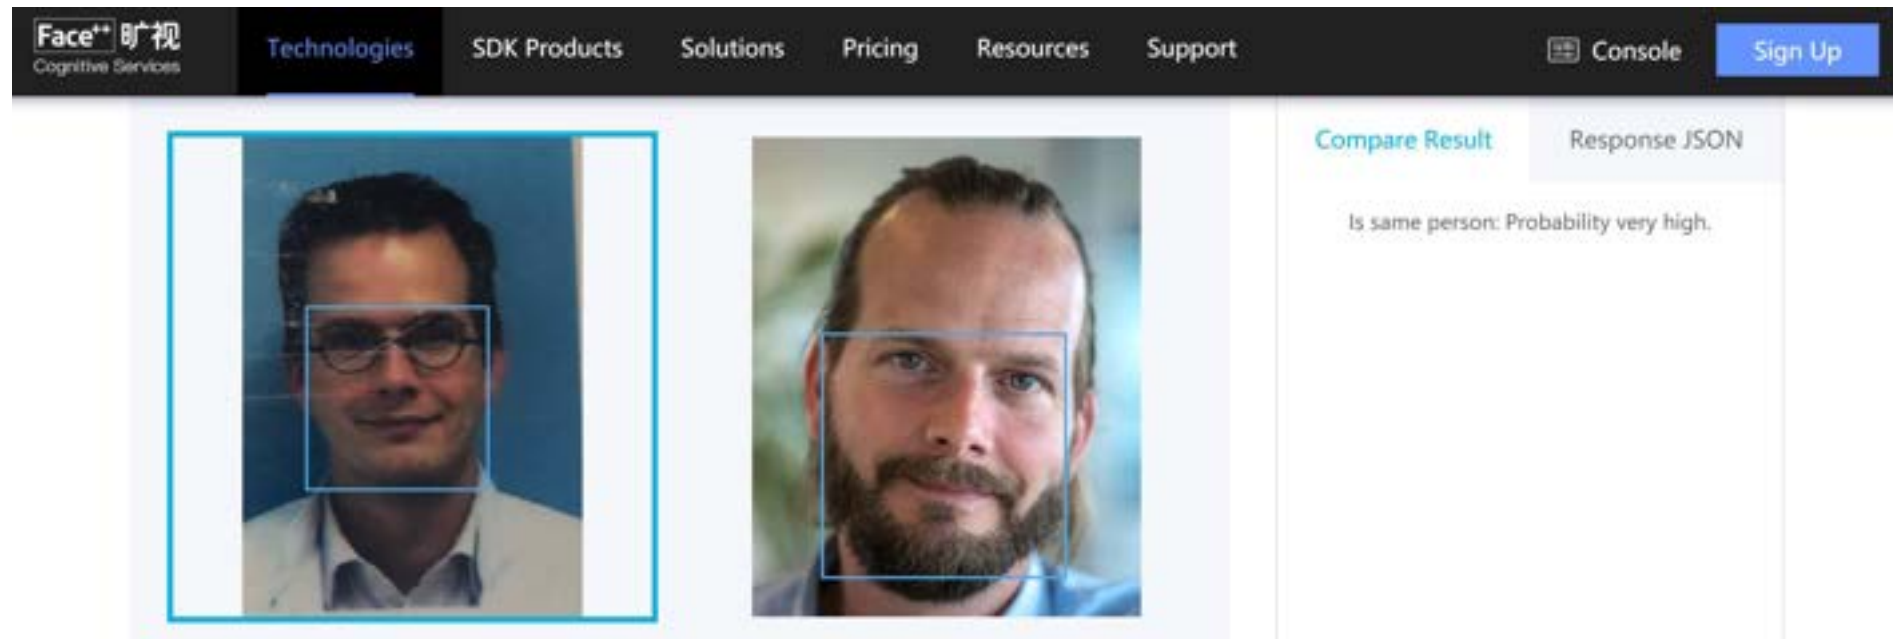 Face++ 旷视
Cognitive Services
Technologies
SDK Products
Solutions
Pricing
Resources
Support
Console
Sign Up
Compare Result
Response JSON
Is same person: Probability very high.